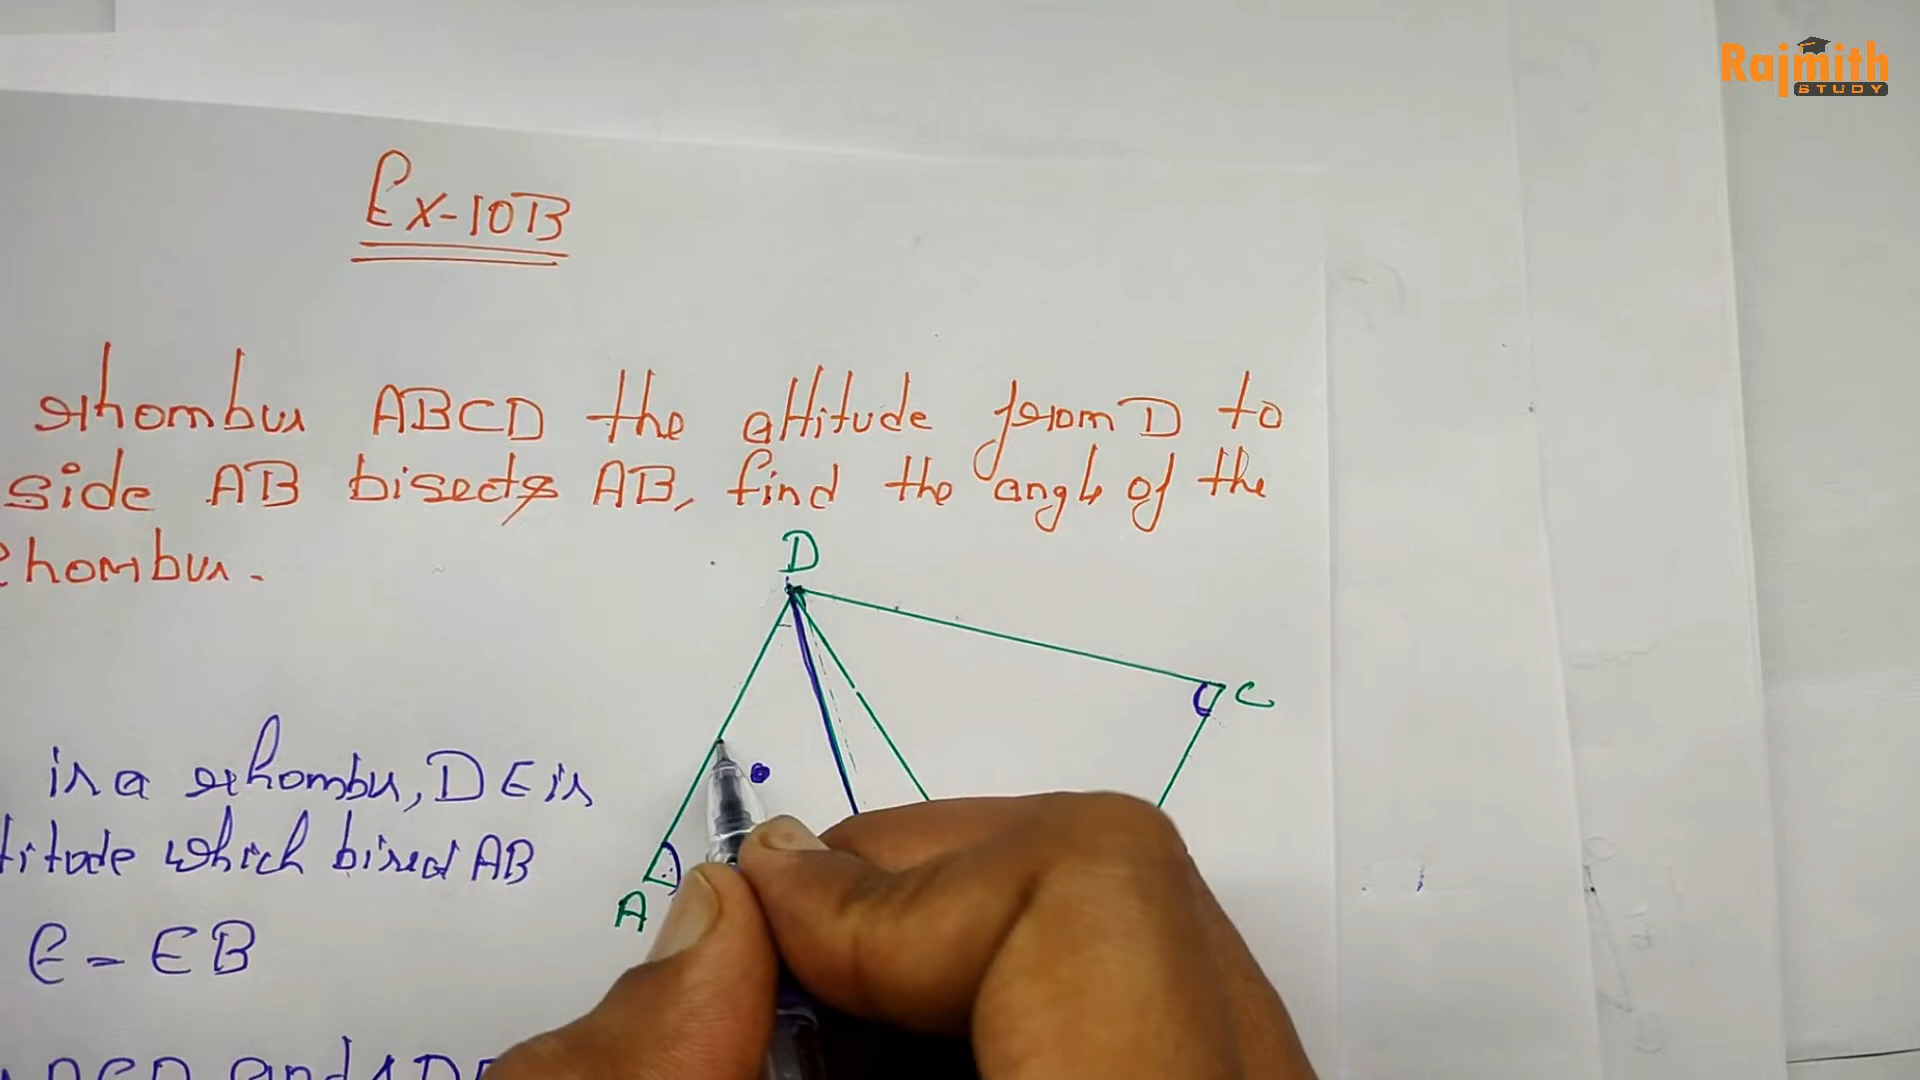 Rajmith
STUDY
Ex-10B
rhombus ABCD the altitude from D to
side AB bisects AB, find the angle of the
rhombus.
D
C
is a rhombus, DE is
titude which bisect AB
A
E = EB